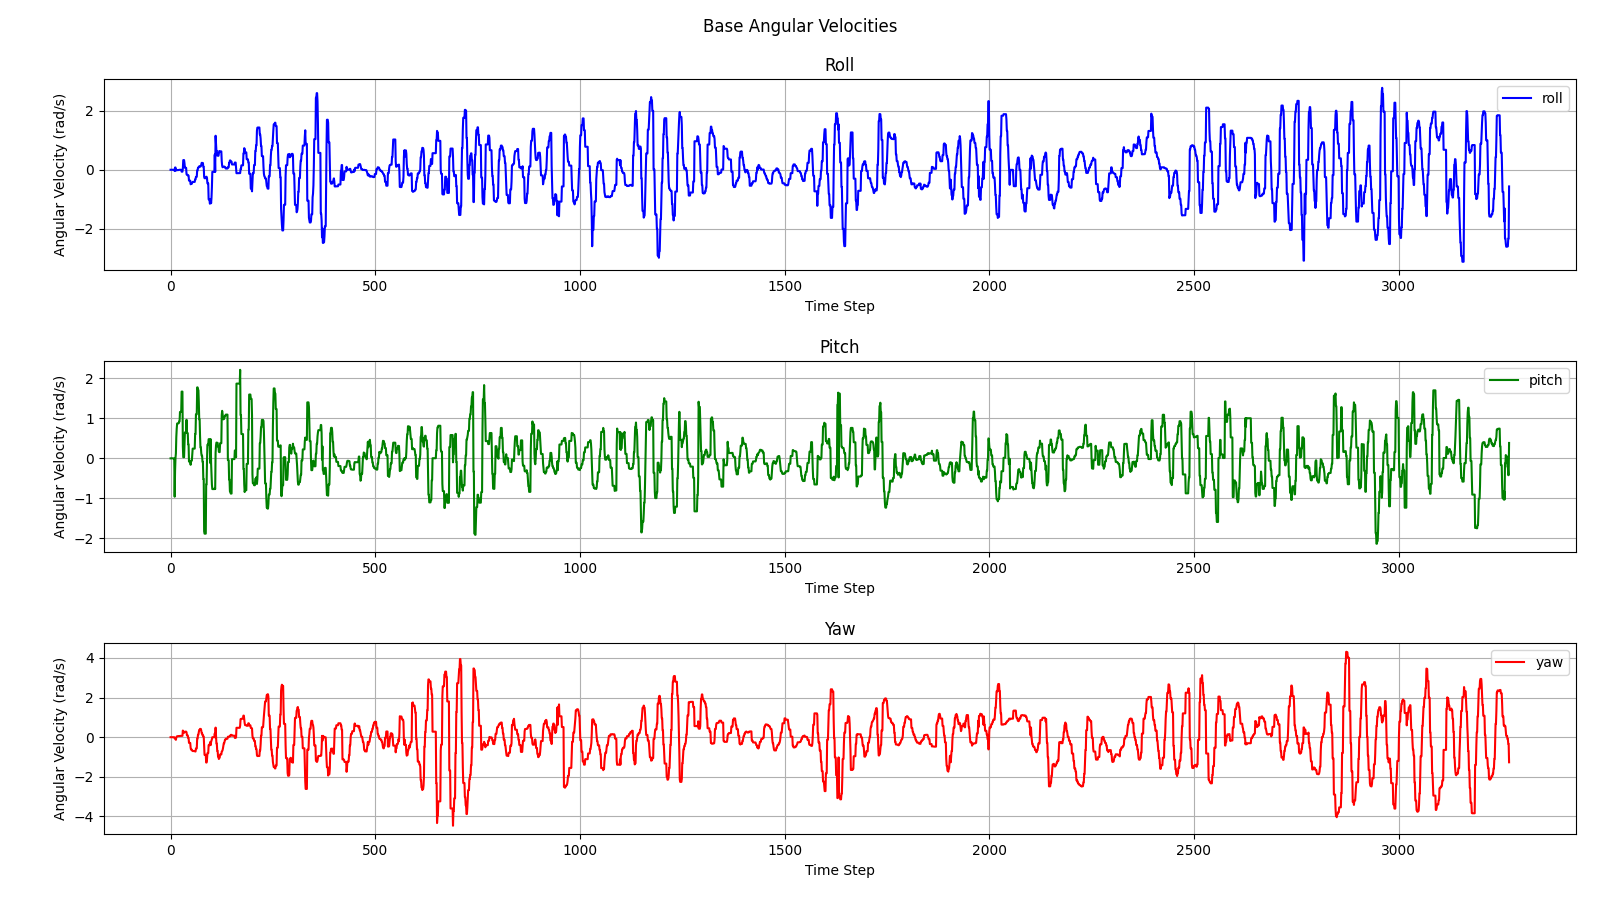 Base Angular Velocities
Roll
Angular Velocity (rad/s)
2
0
−2
roll
0 500 1000 1500 2000 2500 3000
Time Step
Pitch
Angular Velocity (rad/s)
2
1
0
−1
−2
pitch
0 500 1000 1500 2000 2500 3000
Time Step
Yaw
Angular Velocity (rad/s)
4
2
0
−2
−4
yaw
0 500 1000 1500 2000 2500 3000
Time Step